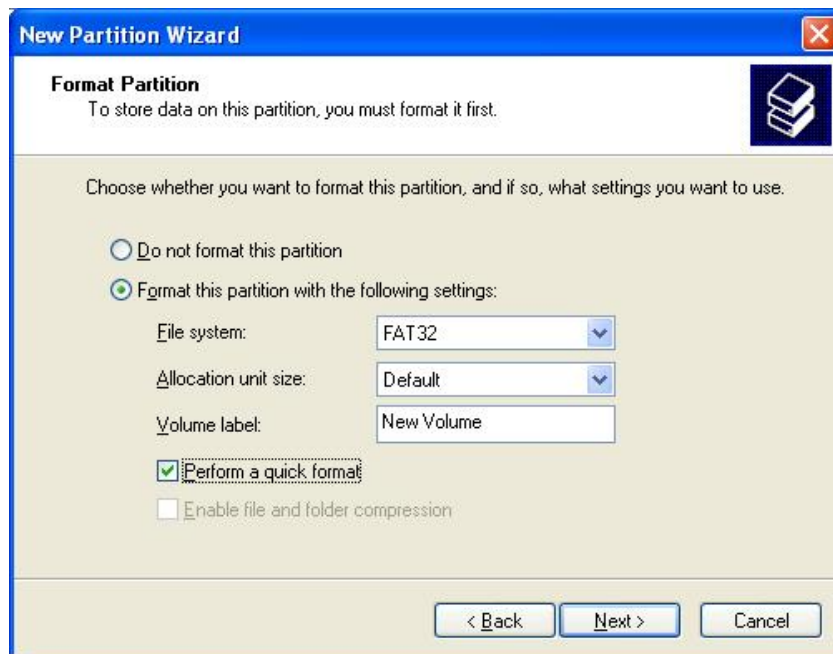 New Partition Wizard
Format Partition
To store data on this partition, you must format it first.
Choose whether you want to format this partition, and if so, what settings you want to use.
Do not format this partition
Format this partition with the following settings:
File system: FAT32
Allocation unit size: Default
Volume label: New Volume
Perform a quick format
Enable file and folder compression
< Back Next > Cancel